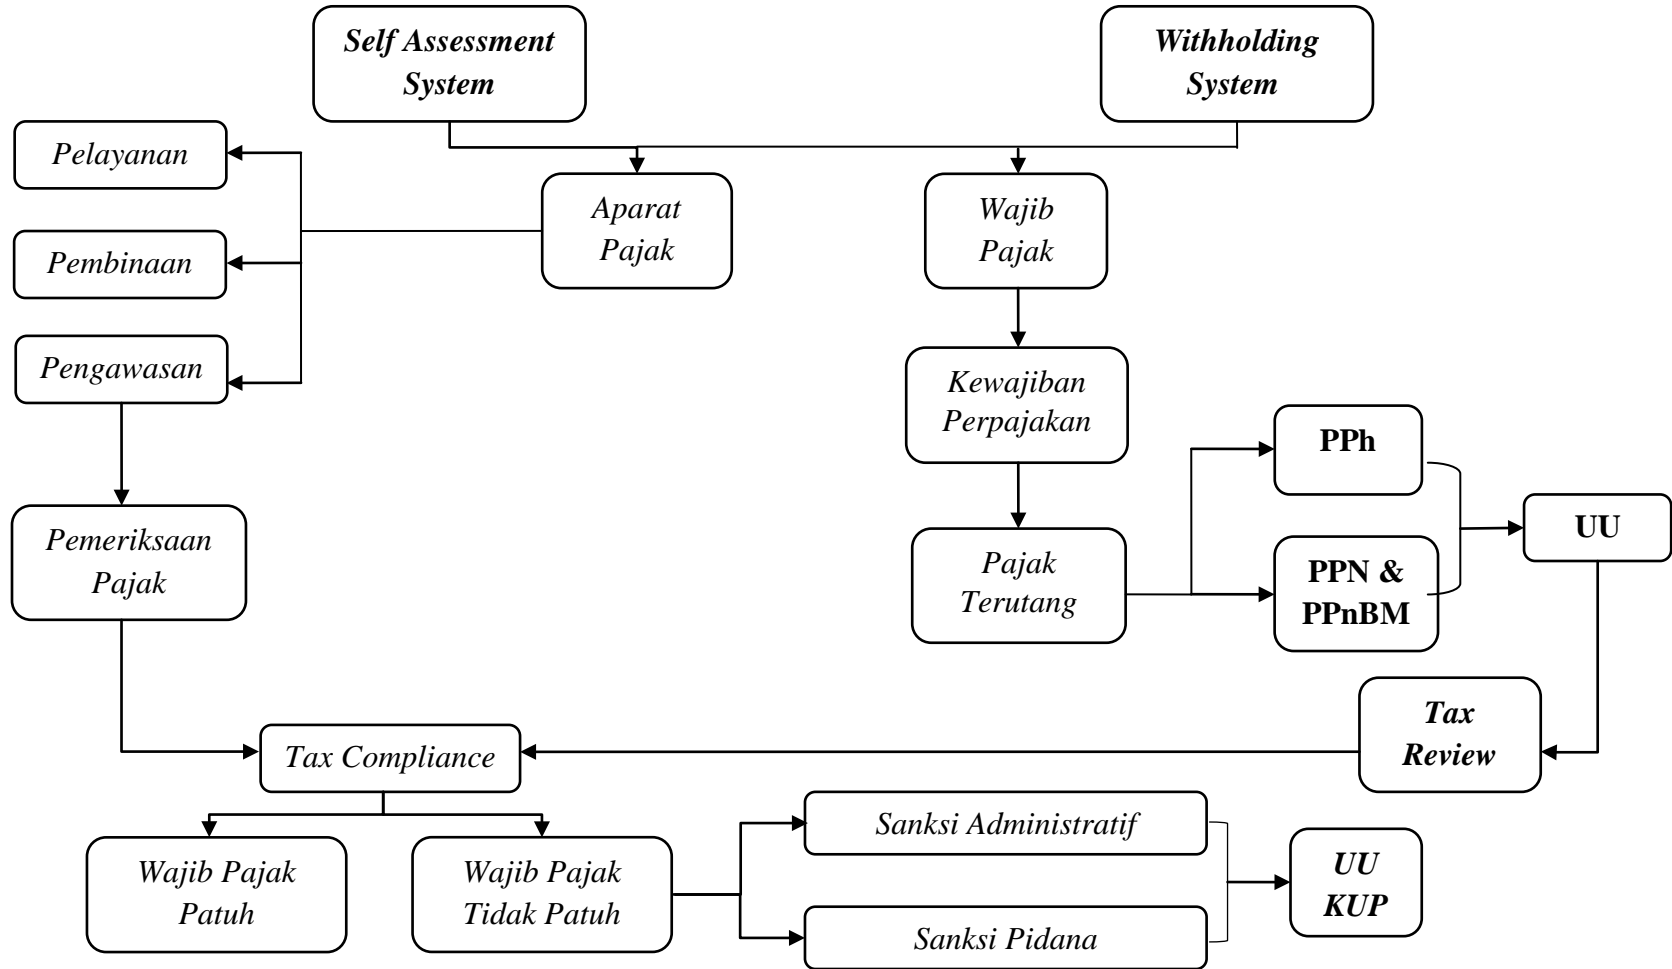 Self Assessment
System
Withholding
System
Pelayanan
Pembinaan
Pengawasan
Aparat
Pajak
Wajib
Pajak
Kewajiban
Perpajakan
Pajak
Terutang
PPh
PPN &
PPnBM
UU
Pemeriksaan
Pajak
Tax
Review
Tax Compliance
Wajib Pajak
Patuh
Wajib Pajak
Tidak Patuh
Sanksi Administratif
Sanksi Pidana
UU
KUP